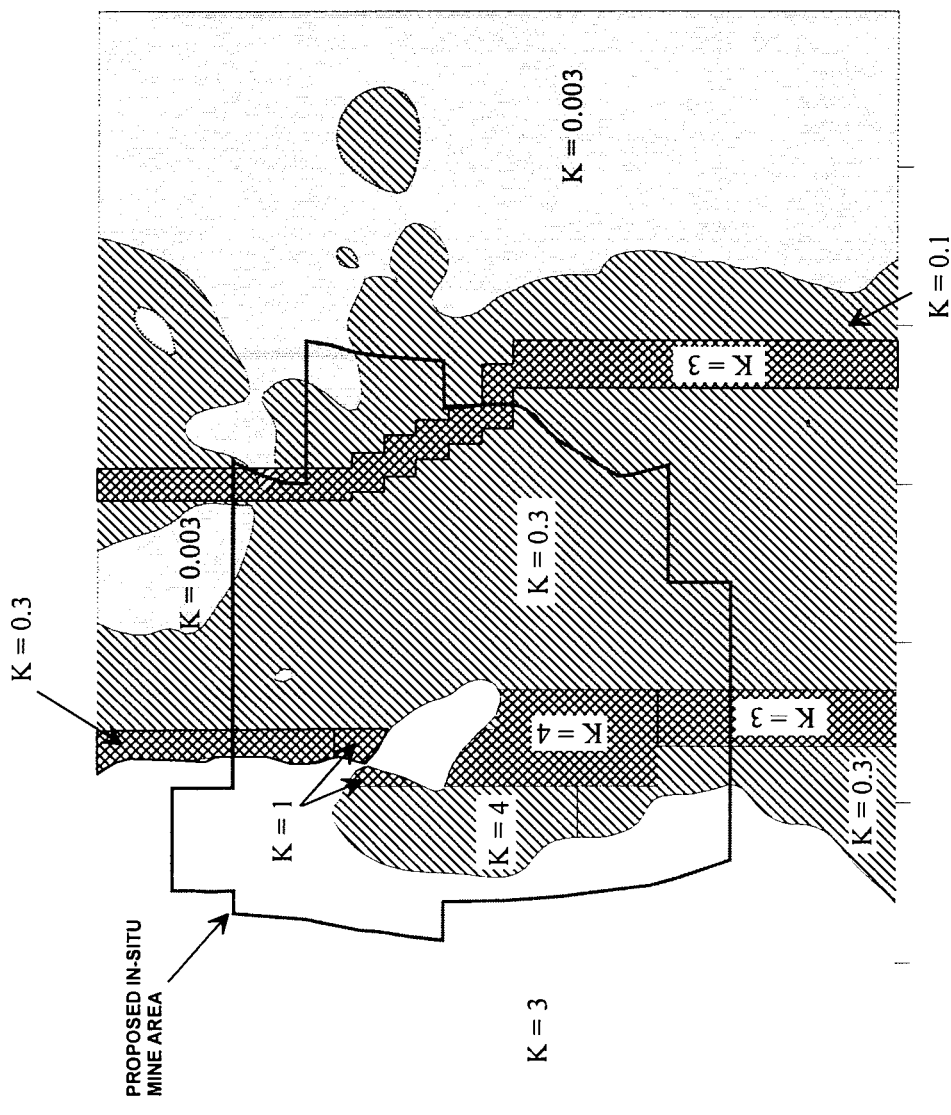 K = 0.003
K = 0.1
K = 3
K = 0.3
K = 0.003
K = 0.3
K = 3
K = 4
K = 0.3
K = 4
K = 1
PROPOSED IN-SITU
MINE AREA
K = 3